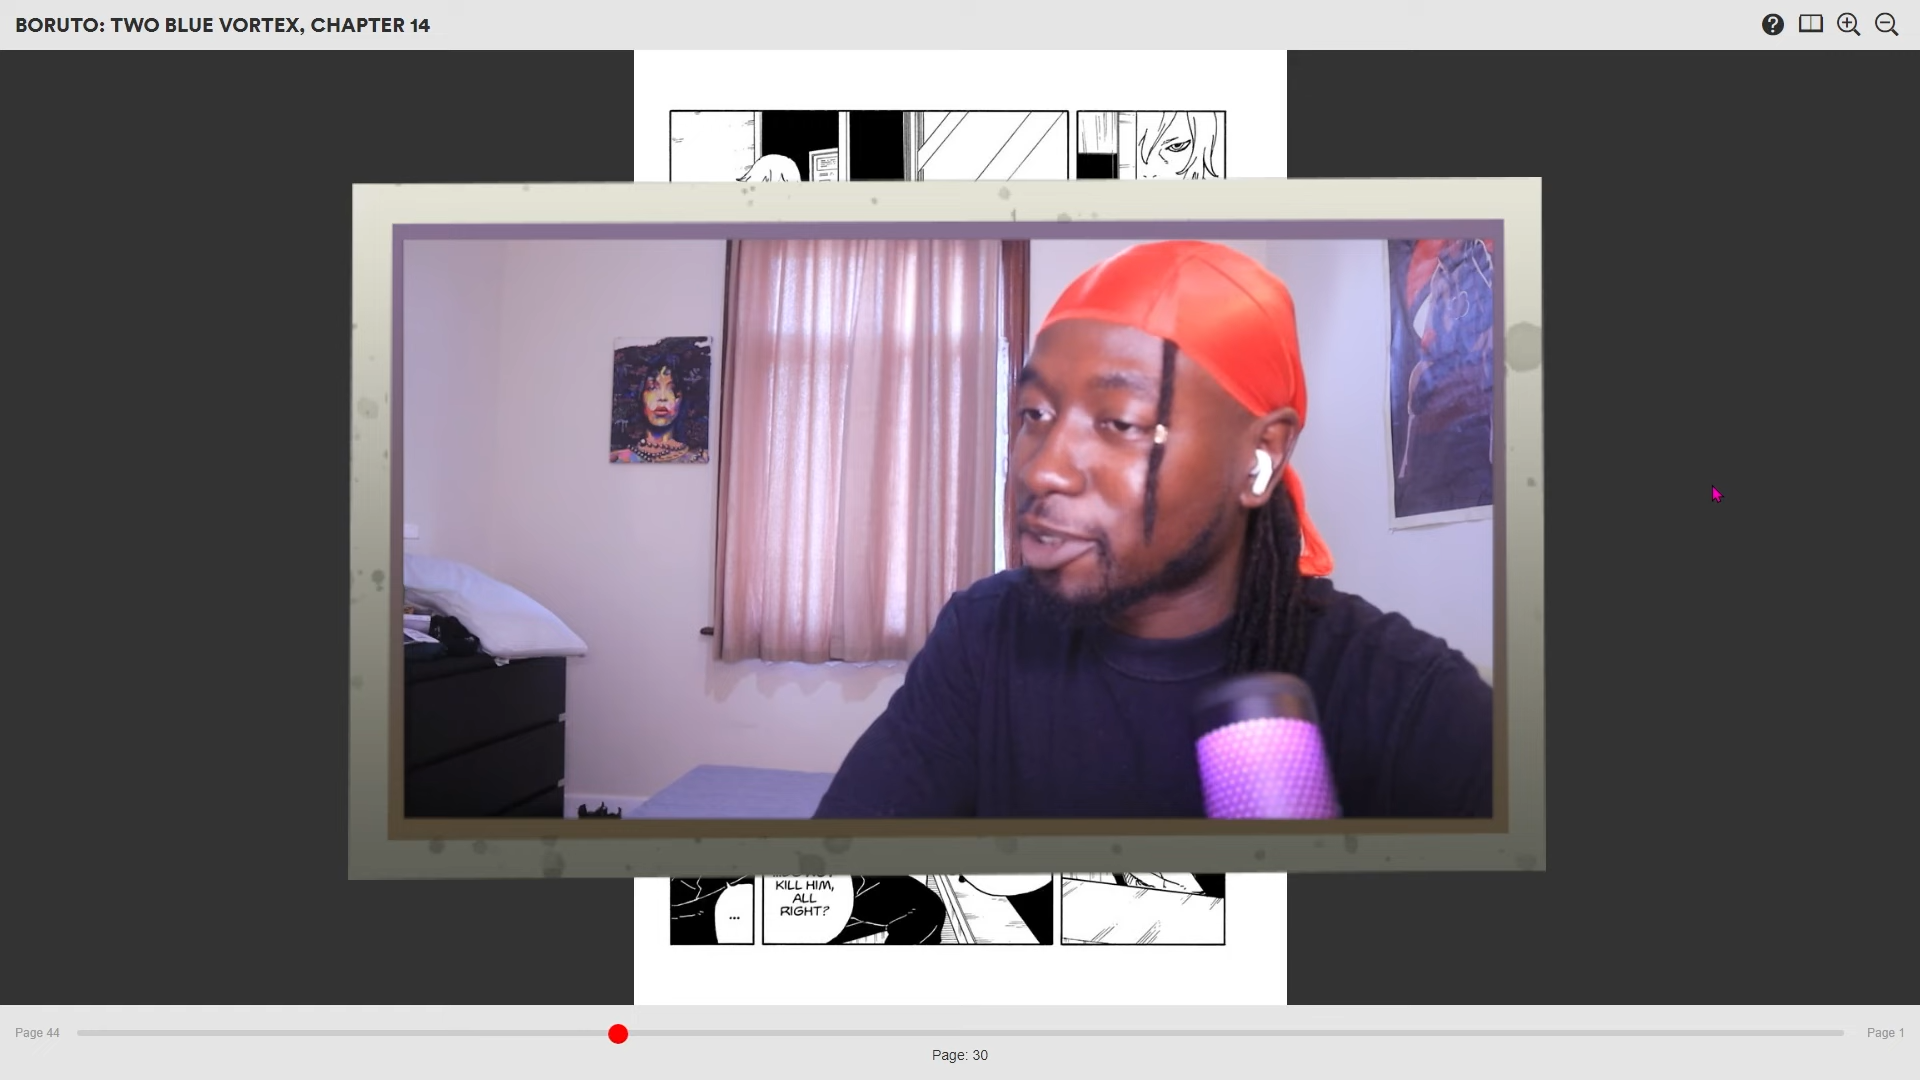 BORUTO: TWO BLUE VORTEX, CHAPTER 14
KILL HIM,
ALL
RIGHT?
...
Page 44
Page 1
Page: 30